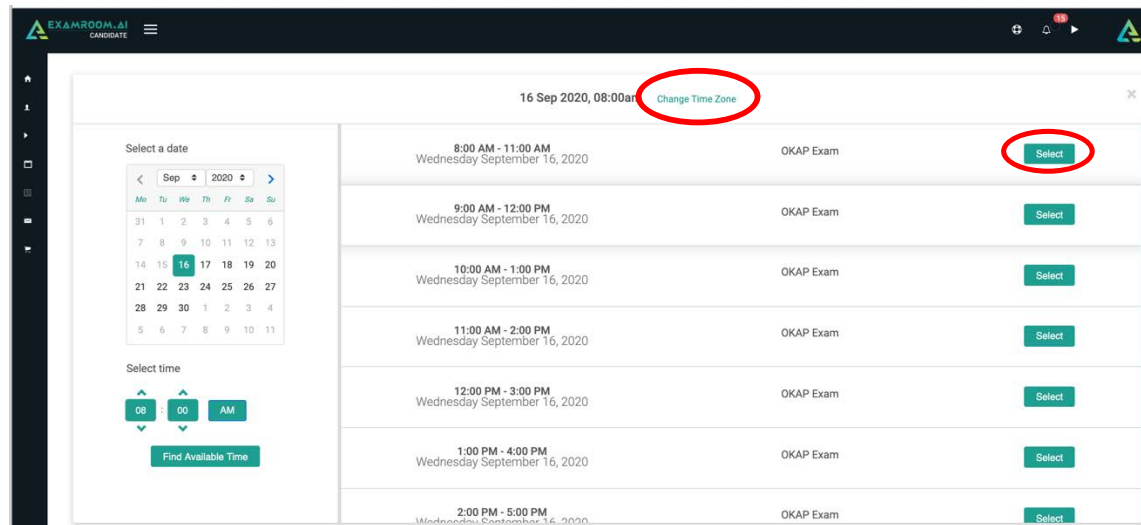 EXAMROOM.AI
CANDIDATE
15
16 Sep 2020, 08:00am Change Time Zone
×
Select a date
Sep 2020
Mo Tu We Th Fr Sa Su
31 1 2 3 4 5 6
7 8 9 10 11 12 13
14 15 16 17 18 19 20
21 22 23 24 25 26 27
28 29 30 1 2 3 4
5 6 7 8 9 10 11
Select time
08 : 00 AM
Find Available Time
8:00 AM - 11:00 AM
Wednesday September 16, 2020
OKAP Exam
Select
9:00 AM - 12:00 PM
Wednesday September 16, 2020
OKAP Exam
Select
10:00 AM - 1:00 PM
Wednesday September 16, 2020
OKAP Exam
Select
11:00 AM - 2:00 PM
Wednesday September 16, 2020
OKAP Exam
Select
12:00 PM - 3:00 PM
Wednesday September 16, 2020
OKAP Exam
Select
1:00 PM - 4:00 PM
Wednesday September 16, 2020
OKAP Exam
Select
2:00 PM - 5:00 PM
Wednesday September 16, 2020
OKAP Exam
Select